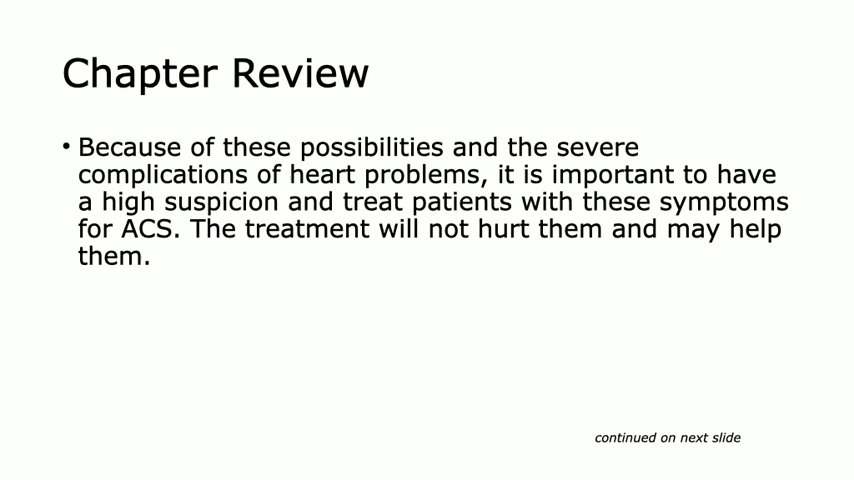 Chapter Review
• Because of these possibilities and the severe
complications of heart problems, it is important to have
a high suspicion and treat patients with these symptoms
for ACS. The treatment will not hurt them and may help
them.
continued on next slide